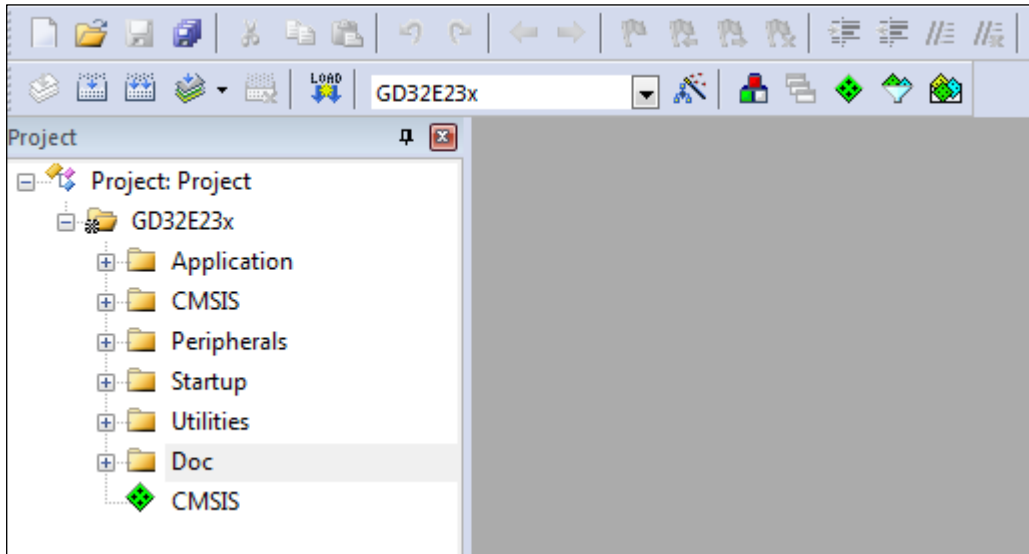 LOAD
GD32E23x
Project
Project: Project
GD32E23x
Application
CMSIS
Peripherals
Startup
Utilities
Doc
CMSIS